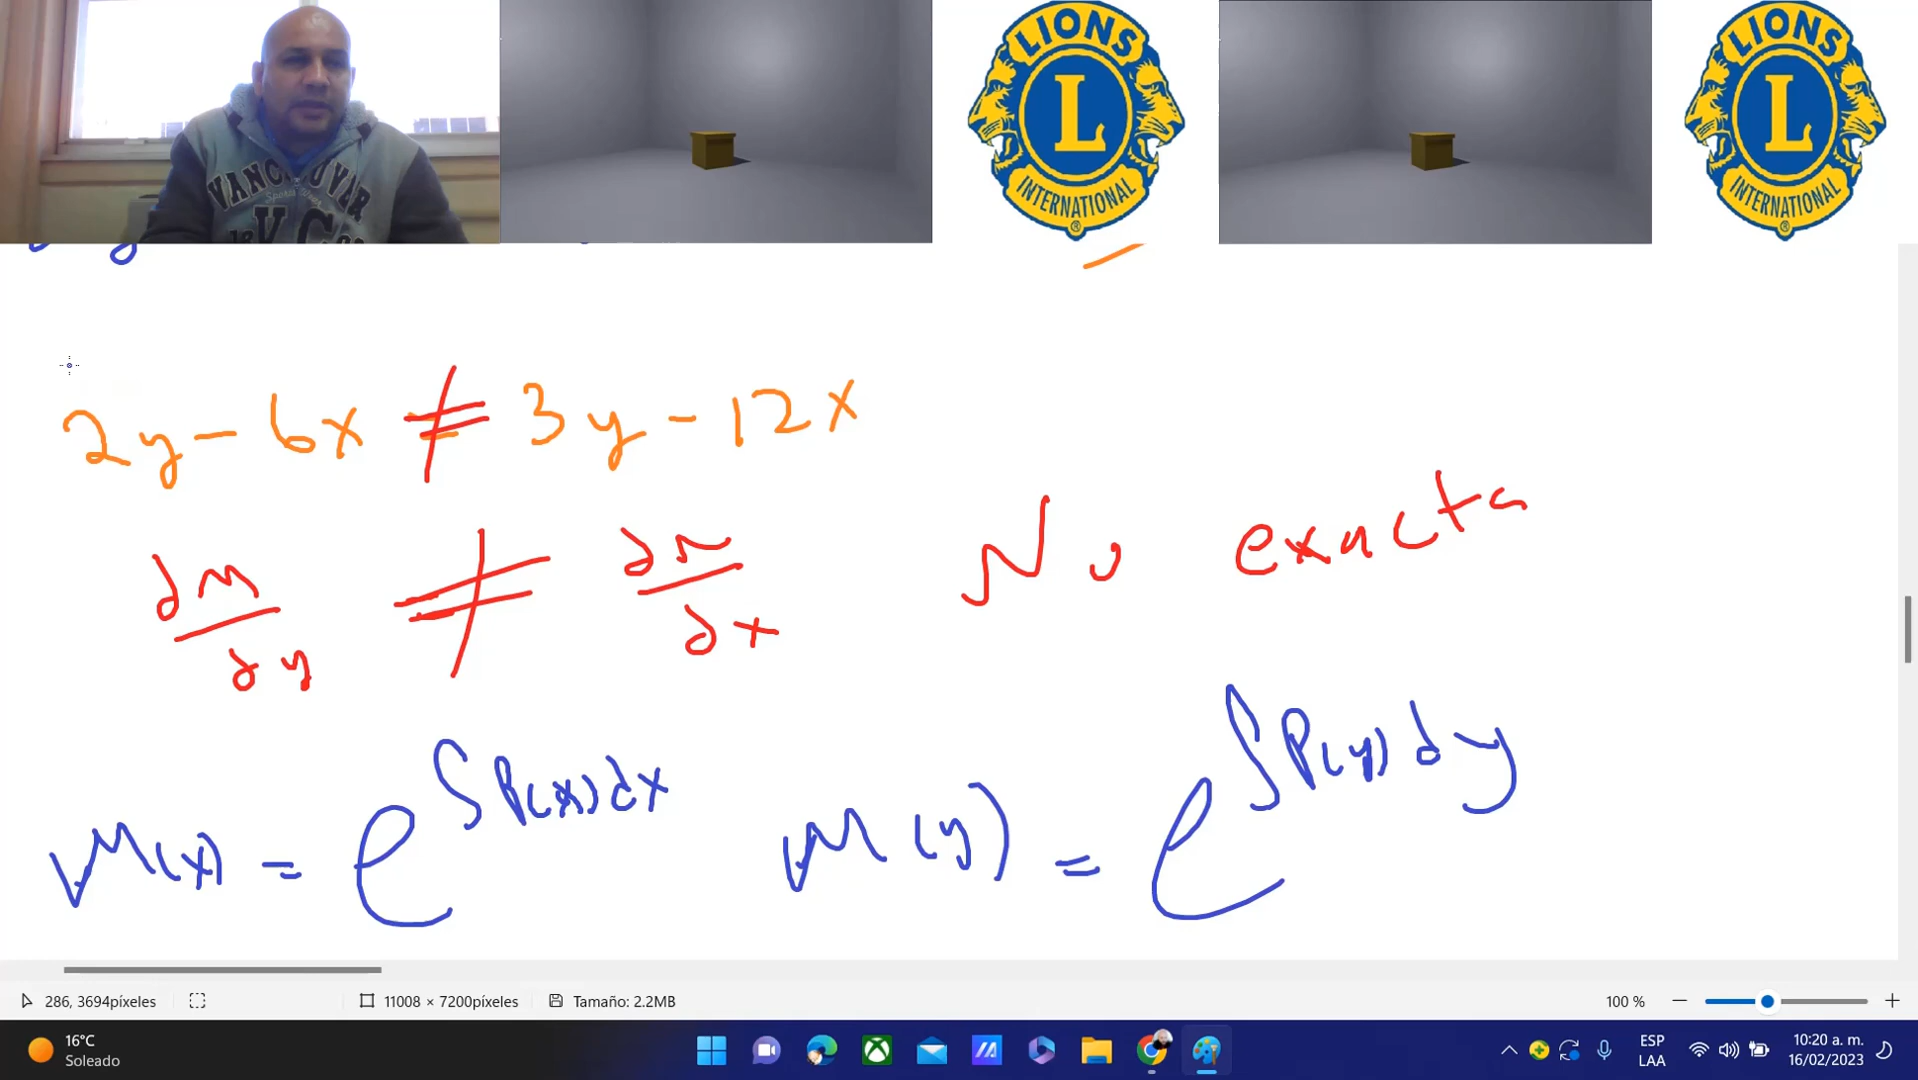 LIONS
L
INTERNATIONAL
®
LIONS
L
INTERNATIONAL
®
VANCOUVER
Sports
2y - 6x ≠ 3y - 12x
∂M/∂y ≠ ∂N/∂x No exacta
μ(x) = e^∫P(x)dx μ(y) = e^∫P(y)dy
286, 3694píxeles
11008 × 7200píxeles
Tamaño: 2.2MB
100 %
16°C
Soleado
ESP
LAA
10:20 a. m.
16/02/2023